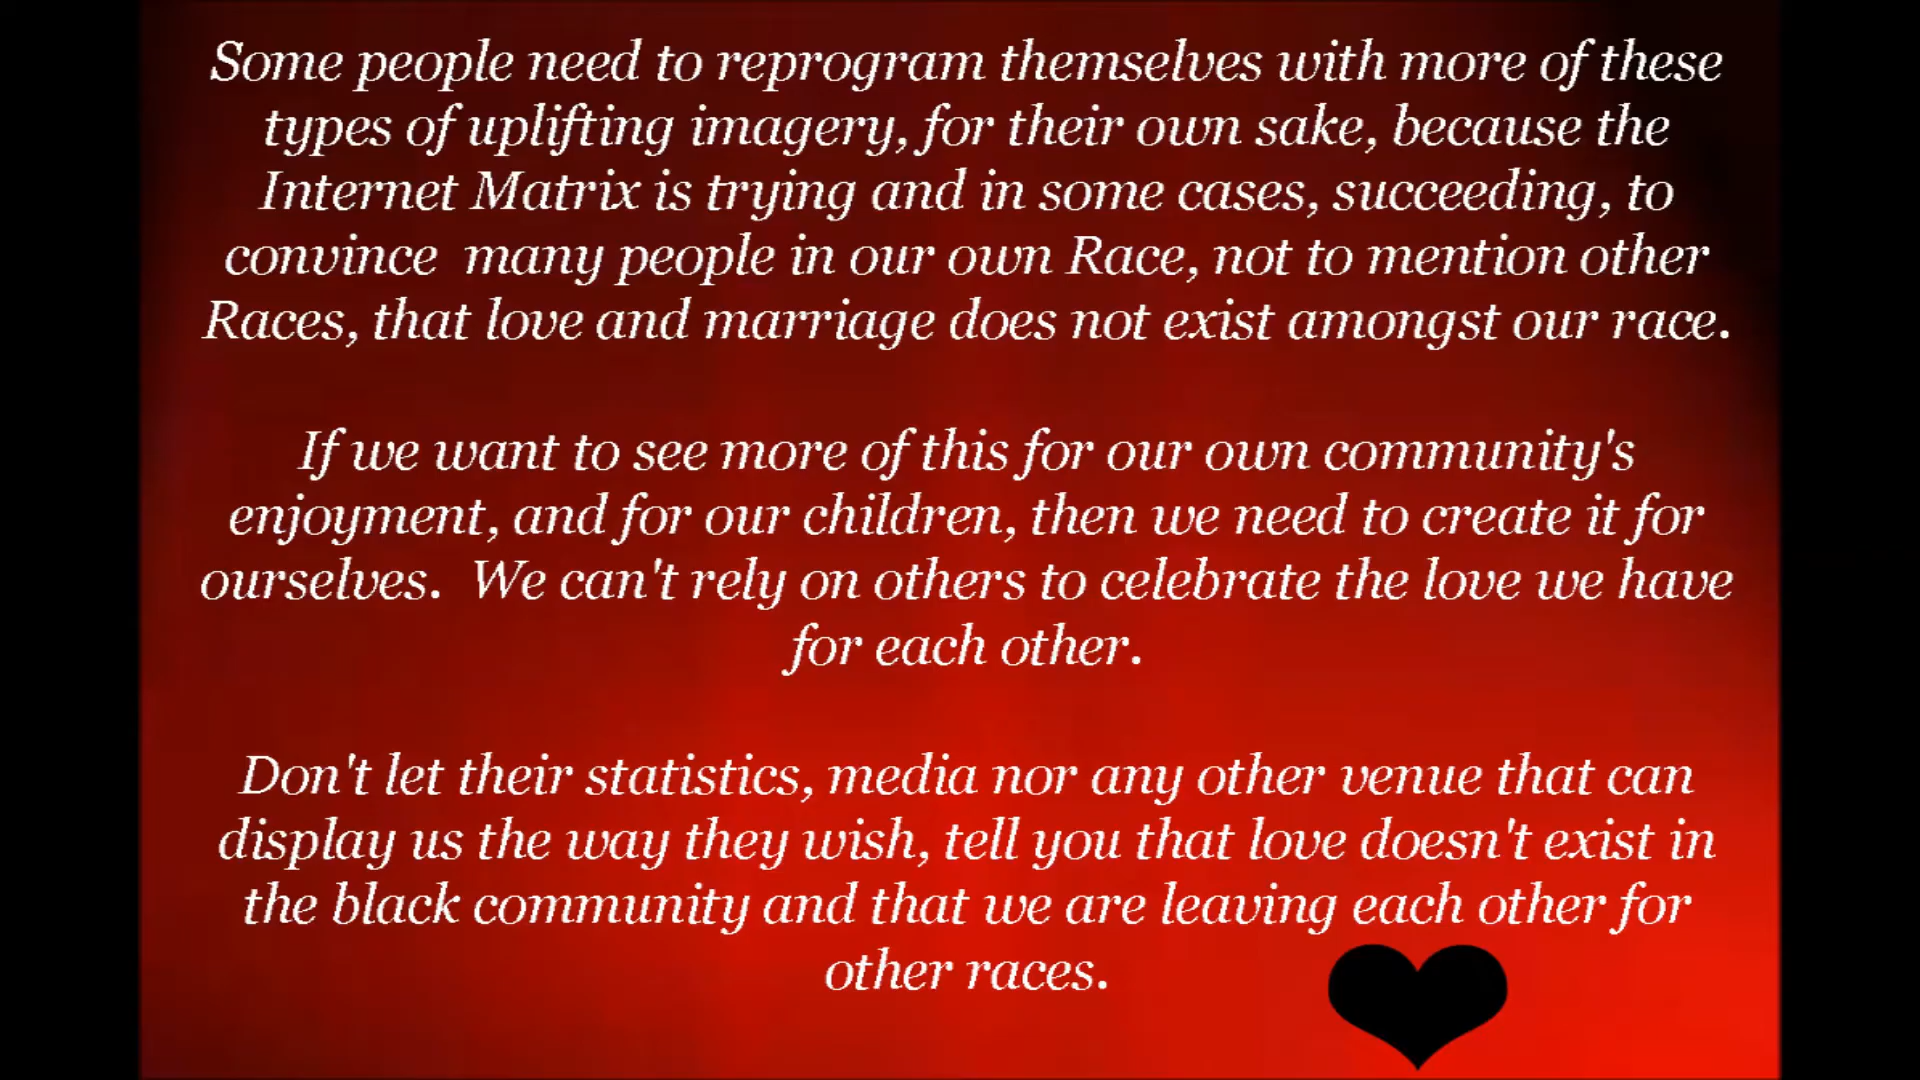 Some people need to reprogram themselves with more of these
types of uplifting imagery, for their own sake, because the
Internet Matrix is trying and in some cases, succeeding, to
convince  many people in our own Race, not to mention other
Races, that love and marriage does not exist amongst our race.
If we want to see more of this for our own community's
enjoyment, and for our children, then we need to create it for
ourselves.  We can't rely on others to celebrate the love we have
for each other.
Don't let their statistics, media nor any other venue that can
display us the way they wish, tell you that love doesn't exist in
the black community and that we are leaving each other for
other races.